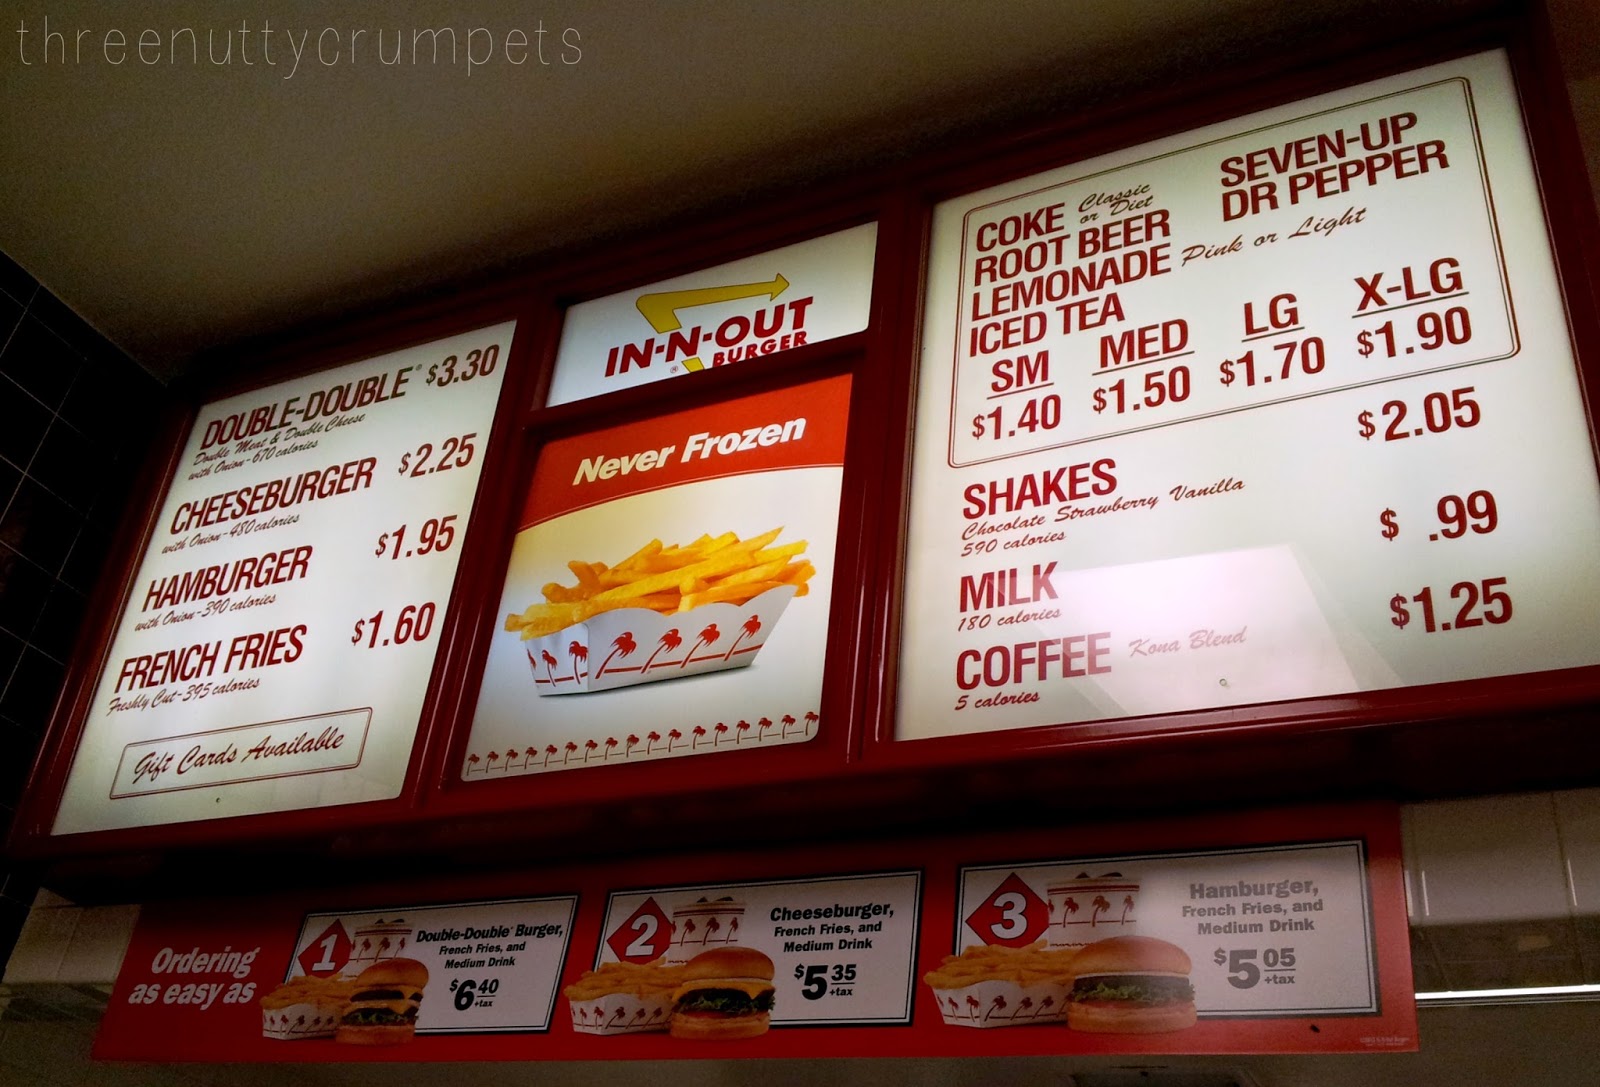 threenuttycrumpets
DOUBLE-DOUBLE® $3.30
Double Meat & Double Cheese
with Onion-670 calories
CHEESEBURGER $2.25
with Onion-480 calories
HAMBURGER $1.95
with Onion-390 calories
FRENCH FRIES $1.60
Freshly Cut-395 calories
Gift Cards Available
IN-N-OUT
BURGER
®
Never Frozen
COKE Classic or Diet
SEVEN-UP
ROOT BEER
DR PEPPER
LEMONADE Pink or Light
ICED TEA
SM MED LG X-LG
$1.40 $1.50 $1.70 $1.90
SHAKES $2.05
Chocolate Strawberry Vanilla
590 calories
MILK $ .99
180 calories
COFFEE Kona Blend $1.25
5 calories
Ordering
as easy as
1
Double-Double® Burger,
French Fries, and
Medium Drink
$6 40
+tax
2
Cheeseburger,
French Fries, and
Medium Drink
$5 35
+tax
3
Hamburger,
French Fries, and
Medium Drink
$5 05
+tax